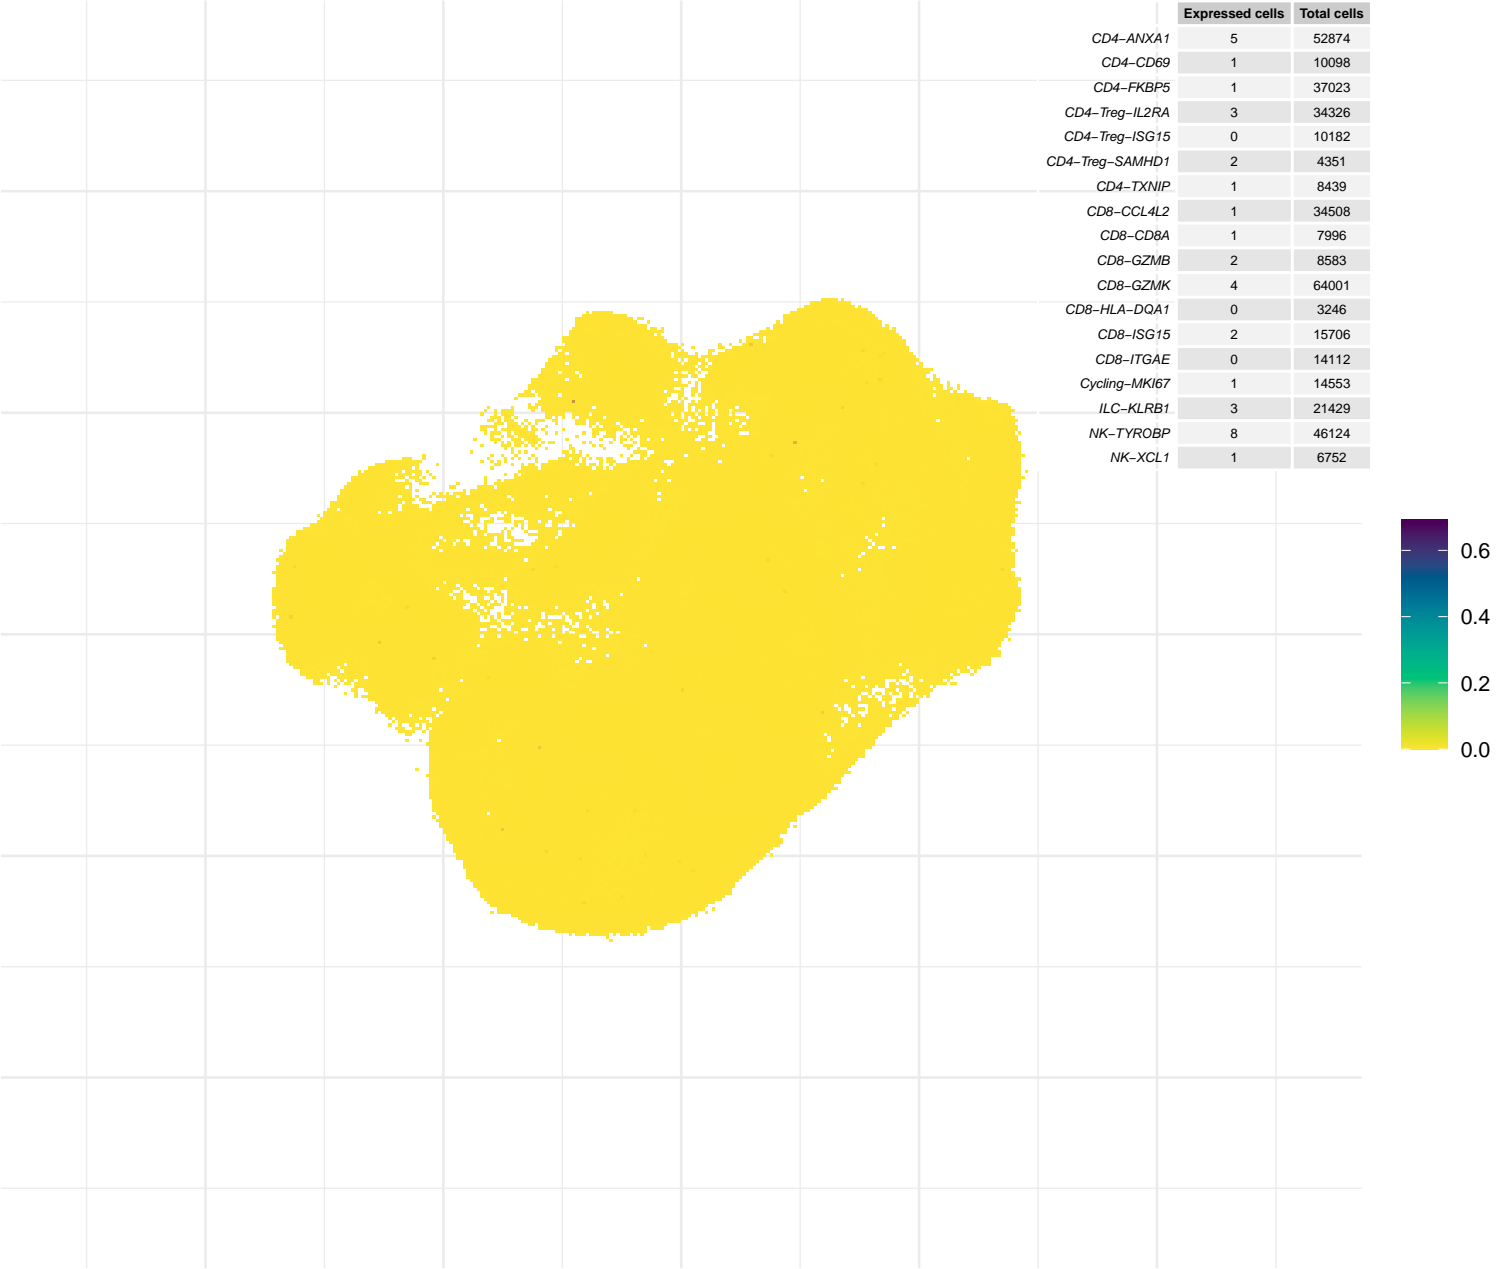 Expressed cells Total cells
CD4−ANXA1 5 52874
CD4−CD69 1 10098
CD4−FKBP5 1 37023
CD4−Treg−IL2RA 3 34326
CD4−Treg−ISG15 0 10182
CD4−Treg−SAMHD1 2 4351
CD4−TXNIP 1 8439
CD8−CCL4L2 1 34508
CD8−CD8A 1 7996
CD8−GZMB 2 8583
CD8−GZMK 4 64001
CD8−HLA−DQA1 0 3246
CD8−ISG15 2 15706
CD8−ITGAE 0 14112
Cycling−MKI67 1 14553
ILC−KLRB1 3 21429
NK−TYROBP 8 46124
NK−XCL1 1 6752
0.6
0.4
0.2
0.0